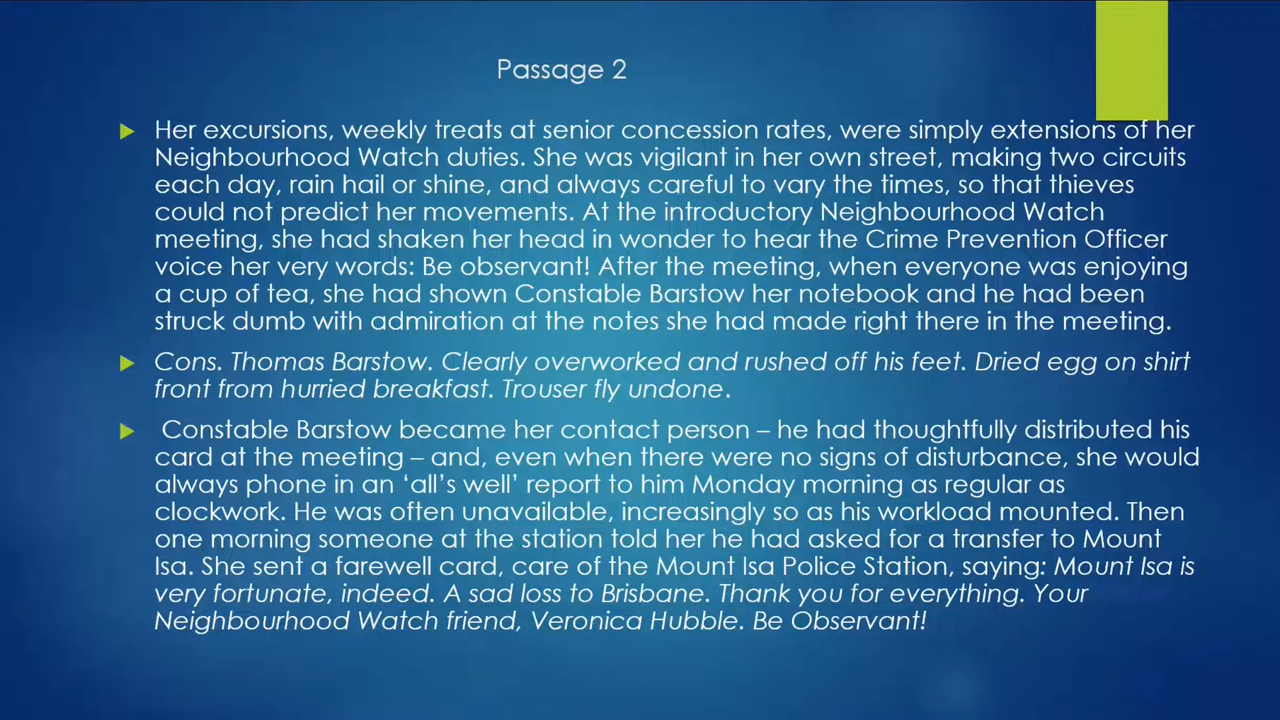 Passage 2
Her excursions, weekly treats at senior concession rates, were simply extensions of her
Neighbourhood Watch duties. She was vigilant in her own street, making two circuits
each day, rain hail or shine, and always careful to vary the times, so that thieves
could not predict her movements. At the introductory Neighbourhood Watch
meeting, she had shaken her head in wonder to hear the Crime Prevention Officer
voice her very words: Be observant! After the meeting, when everyone was enjoying
a cup of tea, she had shown Constable Barstow her notebook and he had been
struck dumb with admiration at the notes she had made right there in the meeting.
Cons. Thomas Barstow. Clearly overworked and rushed off his feet. Dried egg on shirt
front from hurried breakfast. Trouser fly undone.
Constable Barstow became her contact person – he had thoughtfully distributed his
card at the meeting – and, even when there were no signs of disturbance, she would
always phone in an ‘all’s well’ report to him Monday morning as regular as
clockwork. He was often unavailable, increasingly so as his workload mounted. Then
one morning someone at the station told her he had asked for a transfer to Mount
Isa. She sent a farewell card, care of the Mount Isa Police Station, saying: Mount Isa is
very fortunate, indeed. A sad loss to Brisbane. Thank you for everything. Your
Neighbourhood Watch friend, Veronica Hubble. Be Observant!